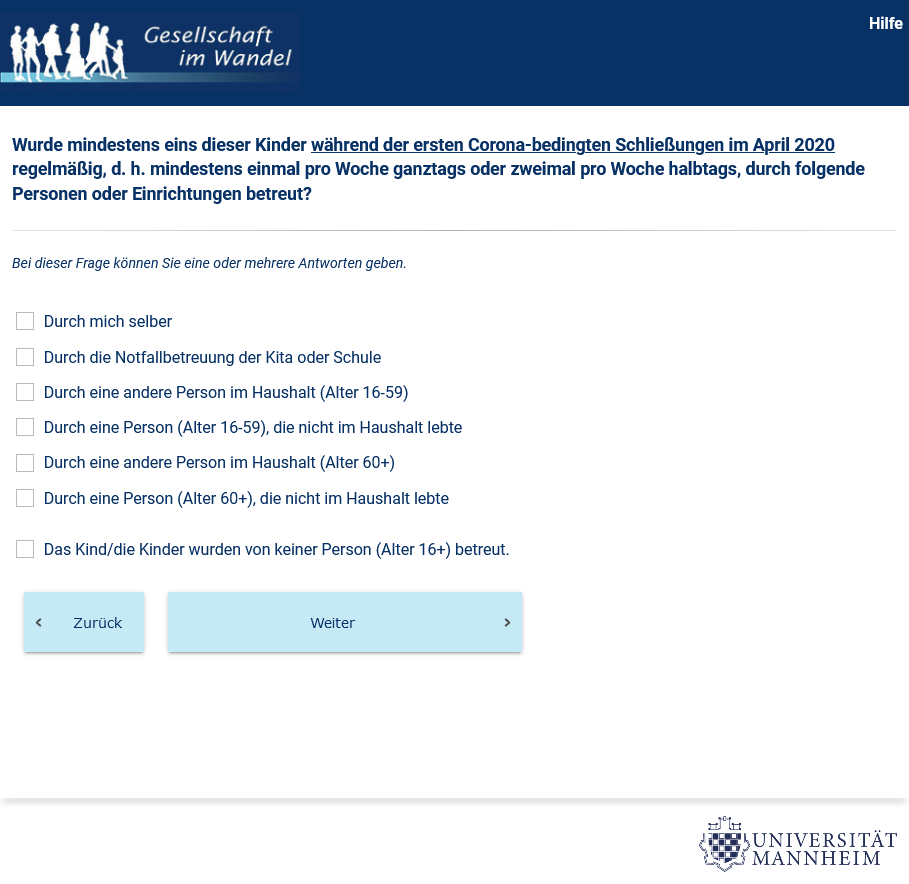 Gesellschaft
im Wandel
Hilfe
Wurde mindestens eins dieser Kinder während der ersten Corona-bedingten Schließungen im April 2020
regelmäßig, d. h. mindestens einmal pro Woche ganztags oder zweimal pro Woche halbtags, durch folgende
Personen oder Einrichtungen betreut?
Bei dieser Frage können Sie eine oder mehrere Antworten geben.
Durch mich selber
Durch die Notfallbetreuung der Kita oder Schule
Durch eine andere Person im Haushalt (Alter 16-59)
Durch eine Person (Alter 16-59), die nicht im Haushalt lebte
Durch eine andere Person im Haushalt (Alter 60+)
Durch eine Person (Alter 60+), die nicht im Haushalt lebte
Das Kind/die Kinder wurden von keiner Person (Alter 16+) betreut.
Zurück
Weiter
UNIVERSITÄT
MANNHEIM